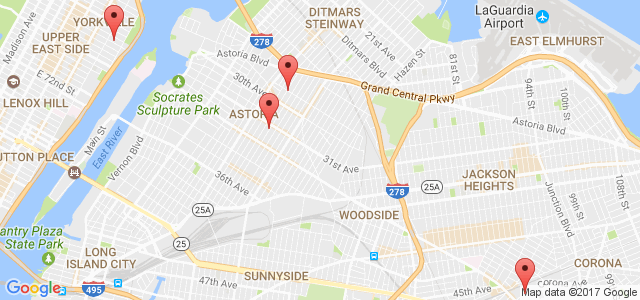 YORKVILLE
DITMARS
STEINWAY
LaGuardia
Airport
Madison Ave
UPPER
EAST SIDE
278
Astoria Blvd
21st Ave
Ditmars Blvd
Hazen St
81st St
EAST ELMHURST
E 72nd St
30th Ave
Grand Central Pkwy
94th St
100th St
LENOX HILL
Socrates
Sculpture Park
ASTORIA
Astoria Blvd
Main St
East River
Vernon Blvd
SUTTON PLACE
31st Ave
36th Ave
JACKSON
HEIGHTS
25A
278
25A
WOODSIDE
Junction Blvd
99th St
108th St
Gantry Plaza
State Park
25
LONG
ISLAND CITY
SUNNYSIDE
47th Ave
45th Ave
CORONA
495
Google
Map data ©2017 Google